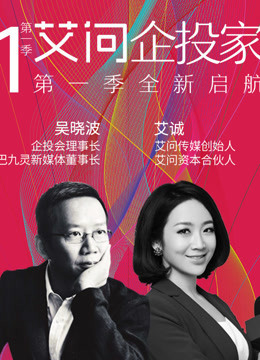 第一季
1艾问企投家
第一季全新启航
吴晓波
企投会理事长
巴九灵新媒体董事长
艾诚
艾问传媒创始人
艾问资本合伙人